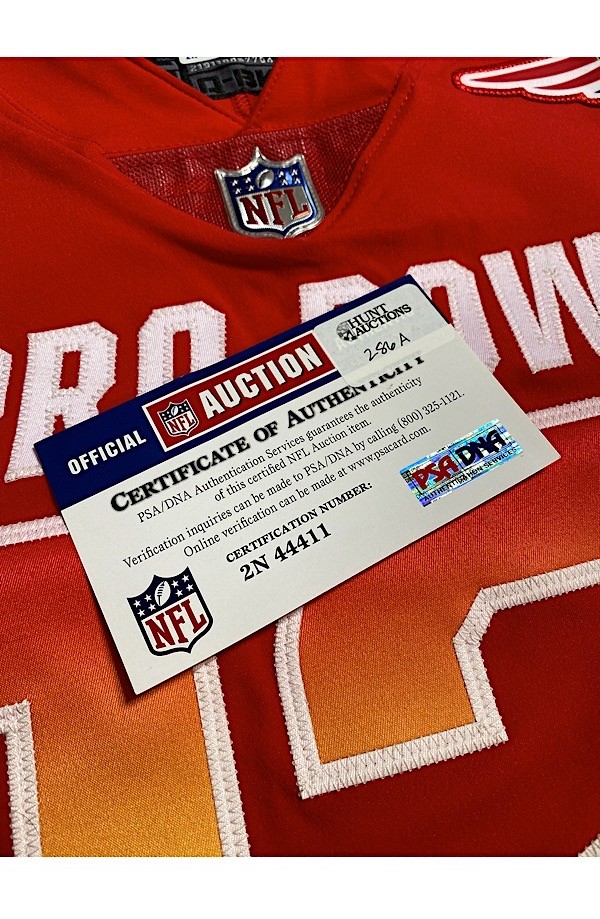 NFL
PRO BOW
HUNT
AUCTIONS
286 A
OFFICIAL NFL AUCTION
CERTIFICATE OF AUTHENTICITY
PSA/DNA Authentication Services guarantees the authenticity
of this certified NFL Auction item.
Verification inquiries can be made to PSA/DNA by calling (800) 325-1121.
Online verification can be made at www.psacard.com.
CERTIFICATION NUMBER:
2N 44411
PSA DNA
AUTHENTICATION SERVICES
NFL